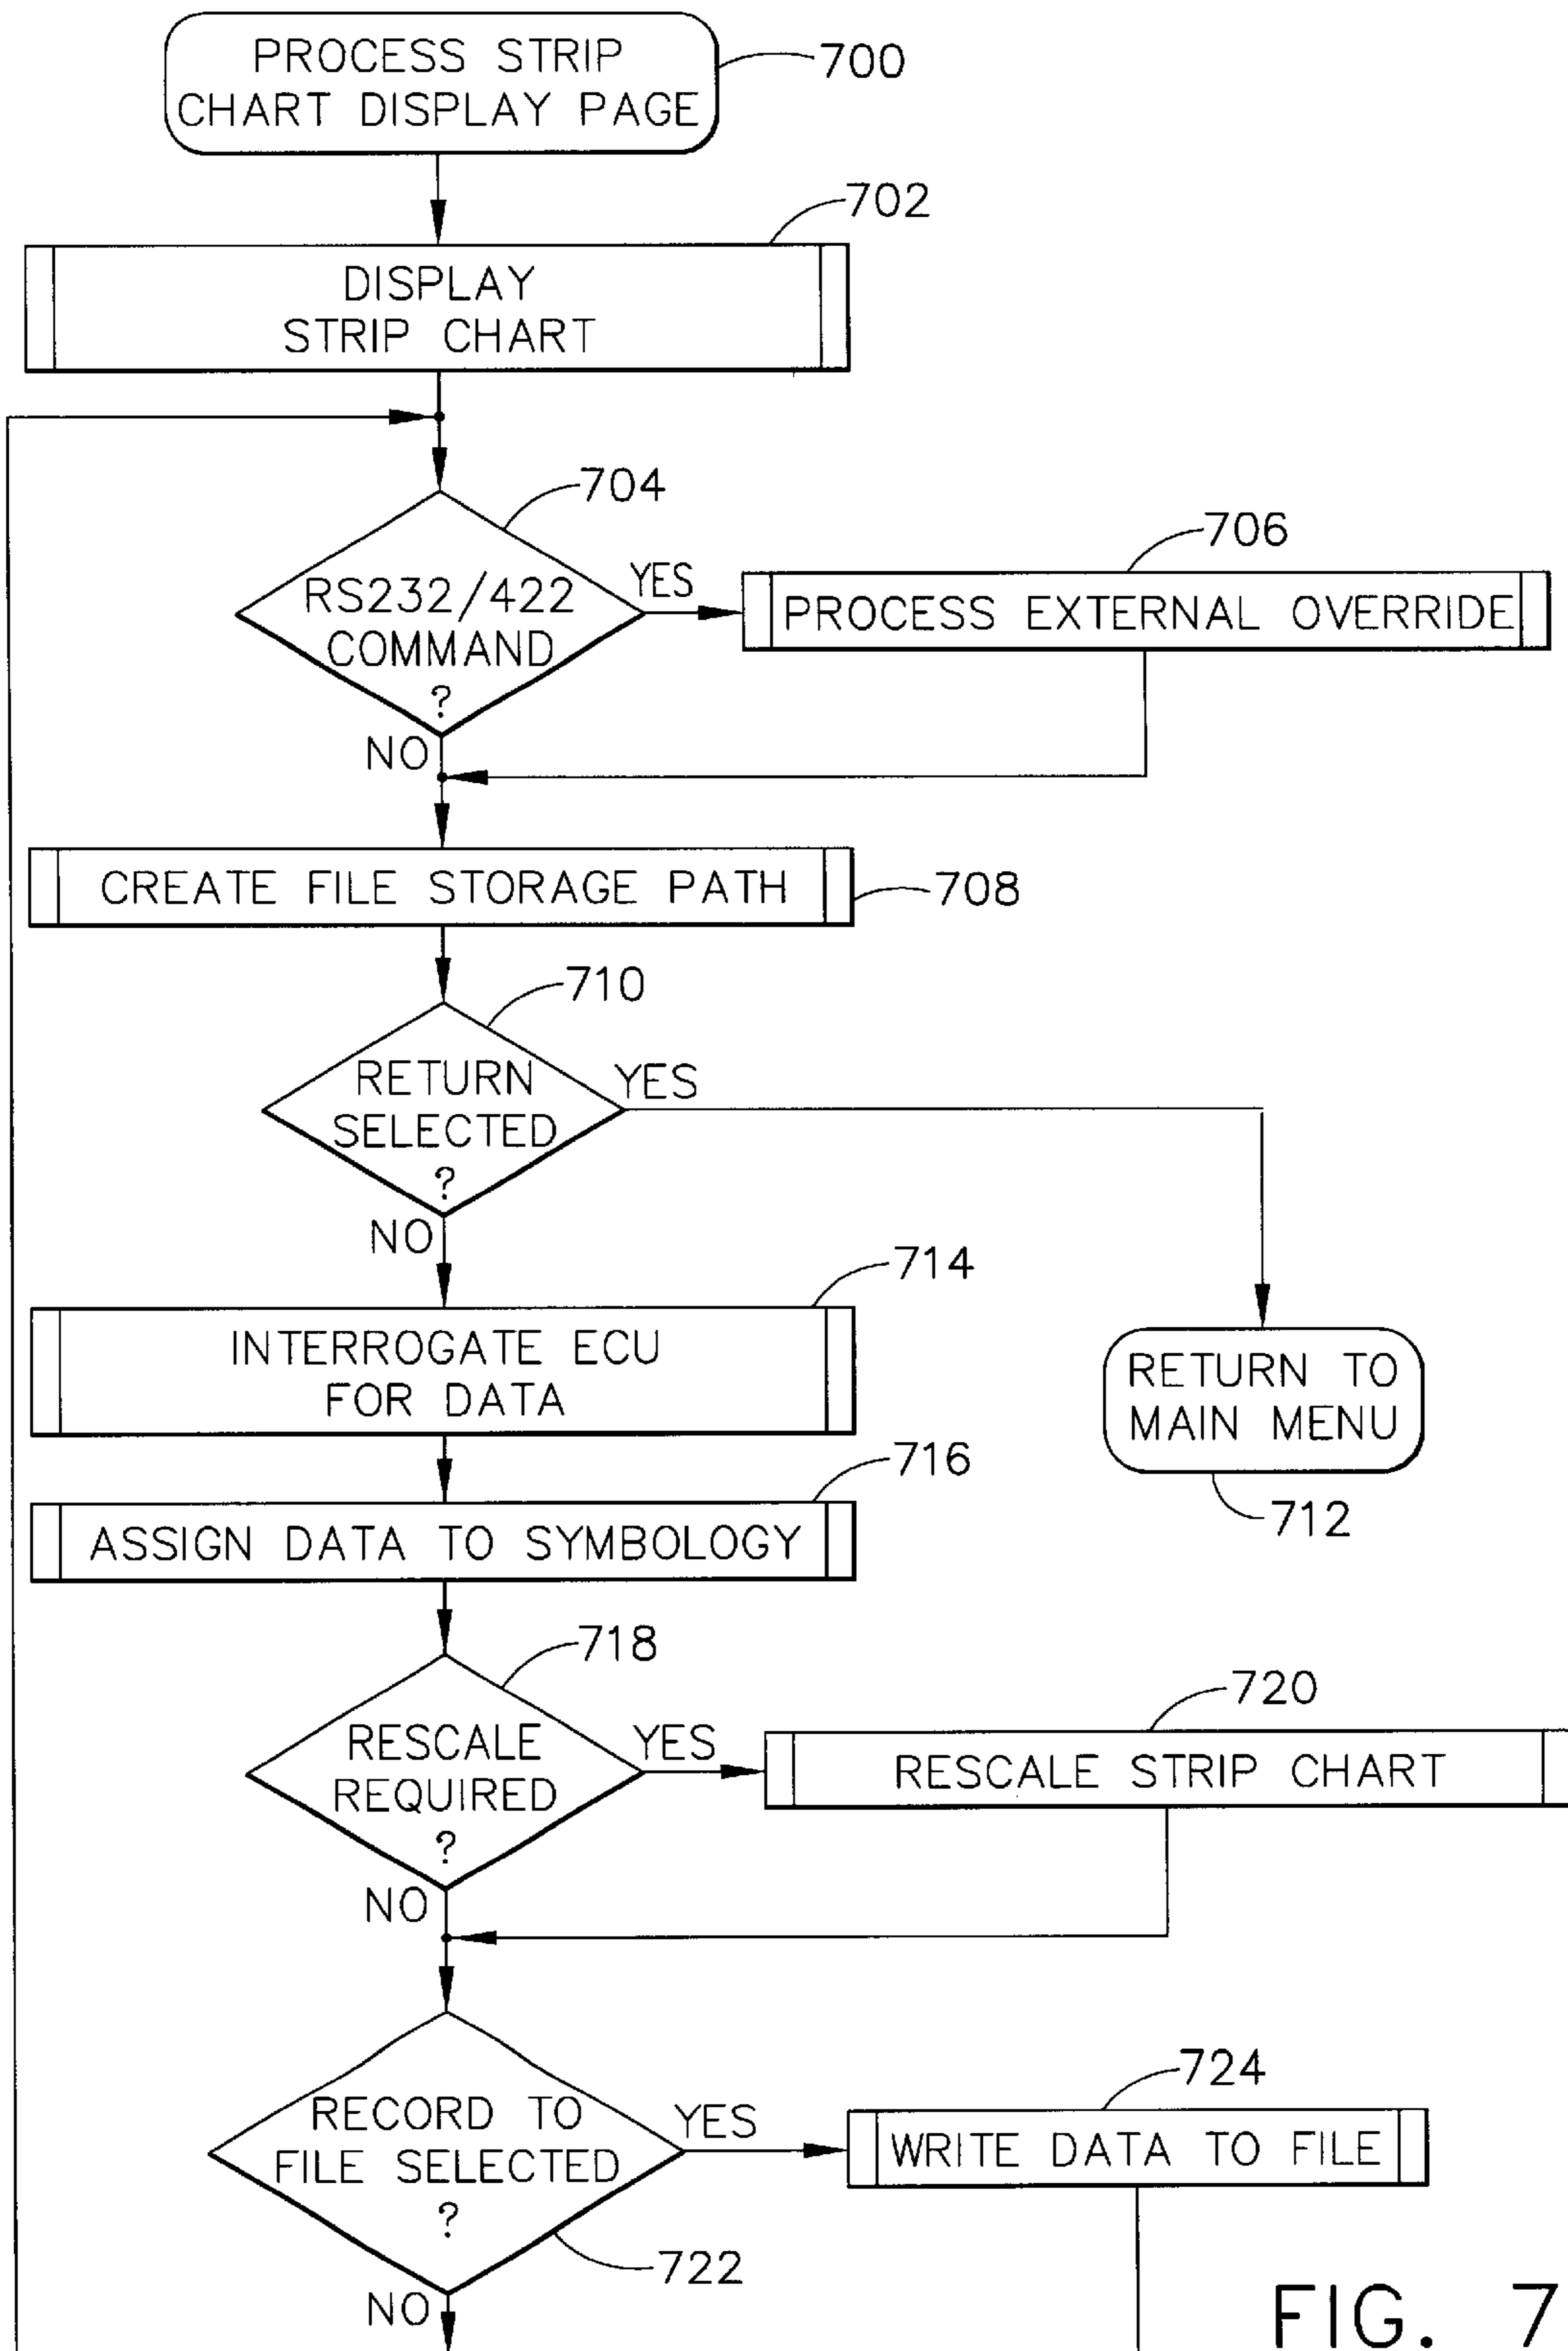 PROCESS STRIP
CHART DISPLAY PAGE
700
702
DISPLAY
STRIP CHART
704
RS232/422
COMMAND
?
YES
706
PROCESS EXTERNAL OVERRIDE
NO
CREATE FILE STORAGE PATH
708
710
RETURN
SELECTED
?
YES
NO
714
INTERROGATE ECU
FOR DATA
RETURN TO
MAIN MENU
712
716
ASSIGN DATA TO SYMBOLOGY
718
RESCALE
REQUIRED
?
YES
720
RESCALE STRIP CHART
NO
RECORD TO
FILE SELECTED
?
YES
724
WRITE DATA TO FILE
722
NO
FIG. 7